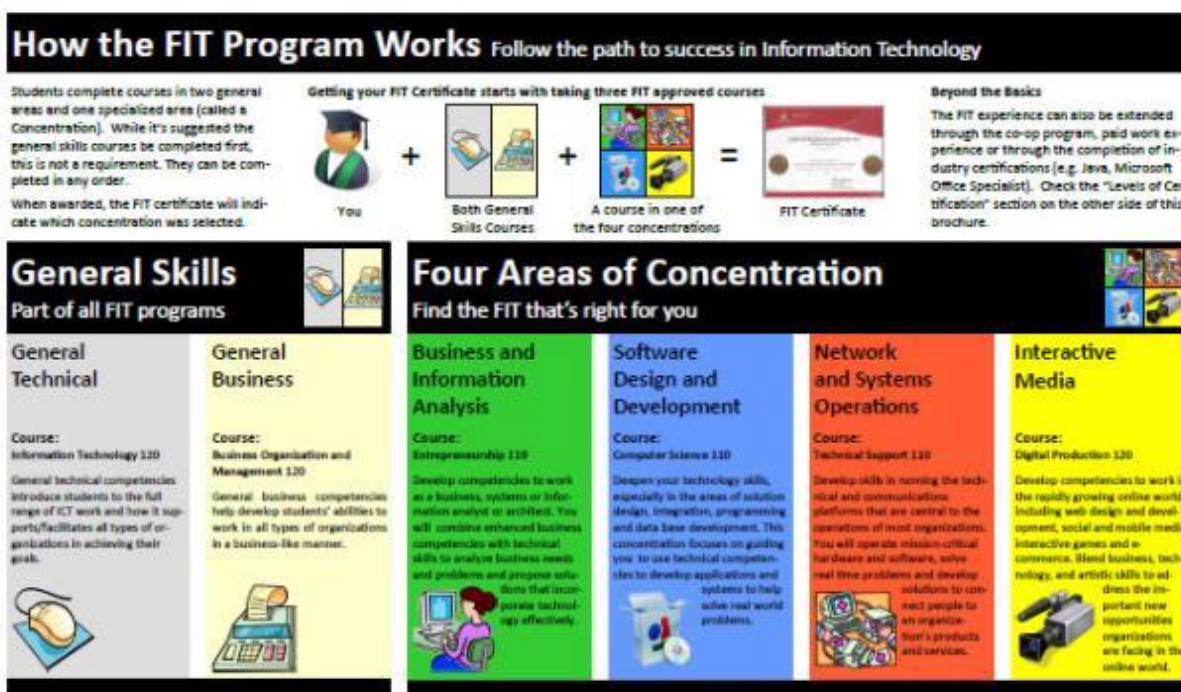 How the FIT Program Works Follow the path to success in Information Technology
Students complete courses in two general
areas and one specialized area (called a
Concentration). While it's suggested the
general skills courses be completed first,
this is not a requirement. They can be com-
pleted in any order.
When awarded, the FIT certificate will indi-
cate which concentration was selected.
Getting your FIT Certificate starts with taking three FIT approved courses
+
+
=
You
Both General
Skills Courses
A course in one of
the four concentrations
FIT Certificate
Beyond the Basics
The FIT experience can also be extended
through the co-op program, paid work ex-
perience or through the completion of in-
dustry certifications (e.g. Java, Microsoft
Office Specialist). Check the "Levels of Cer
tification" section on the other side of this
brochure.
General Skills
Part of all FIT programs
General
Technical
Course:
Information Technology 120
General technical competencies
introduce students to the full
range of ICT work and how it sup-
ports/facilitates all types of or-
ganizations in achieving their
goals.
General
Business
Course:
Business Organization and
Management 120
General business competencies
help develop students' abilities to
work in all types of organizations
in a business-like manner.
Four Areas of Concentration
Find the FIT that's right for you
Business and
Information
Analysis
Course:
Entrepreneurship 110
Develop competencies to work
as a business, systems or infor-
mation analyst or architect. You
will combine enhanced business
competencies with technical
skills to analyze business needs
and problems and propose solu-
tions that incor-
porate technol-
ogy effectively.
Software
Design and
Development
Course:
Computer Science 110
Deepen your technology skills,
especially in the areas of solution
design, integration, programming
and data base development. This
concentration focuses on guiding
you to use technical competen-
cies to develop applications and
systems to help
solve real world
problems.
Network
and Systems
Operations
Course:
Technical Support 110
Develop skills in running the tech-
nical and communications
platforms that are central to the
operations of most organizations.
You will operate mission-critical
hardware and software, solve
real time problems and develop
solutions to con-
nect people to
an organiza-
tion's products
and services.
Interactive
Media
Course:
Digital Production 120
Develop competencies to work in
the rapidly growing online world
including web design and devel-
opment, social and mobile media
interactive games and e-
commerce. Blend business, tech-
nology, and artistic skills to ad-
dress the im-
portant new
opportunities
organizations
are facing in the
online world.